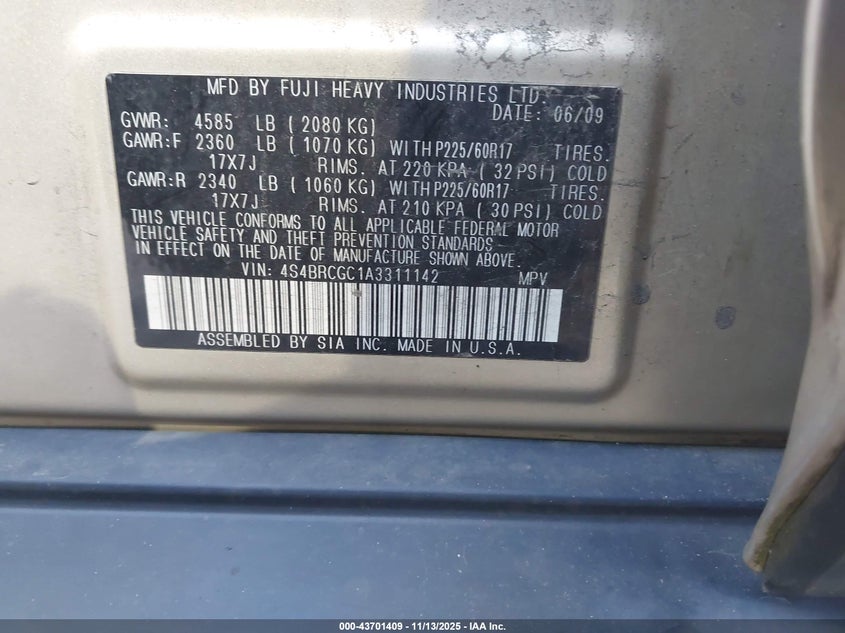 MFD BY FUJI HEAVY INDUSTRIES LTD.
DATE: 06/09
GVWR: 4585 LB ( 2080 KG)
GAWR:F 2360 LB ( 1070 KG) WITH P225/60R17 TIRES.
17X7J RIMS. AT 220 KPA ( 32 PSI) COLD
GAWR:R 2340 LB ( 1060 KG) WITH P225/60R17 TIRES.
17X7J RIMS. AT 210 KPA ( 30 PSI) COLD
THIS VEHICLE CONFORMS TO ALL APPLICABLE FEDERAL MOTOR
VEHICLE SAFETY AND THEFT PREVENTION STANDARDS
IN EFFECT ON THE DATE OF MANUFACTURE SHOWN ABOVE.
VIN: 4S4BRCGC1A3311142 MPV
ASSEMBLED BY SIA INC. MADE IN U.S.A.
000-43701409 - 11/13/2025 - IAA Inc.